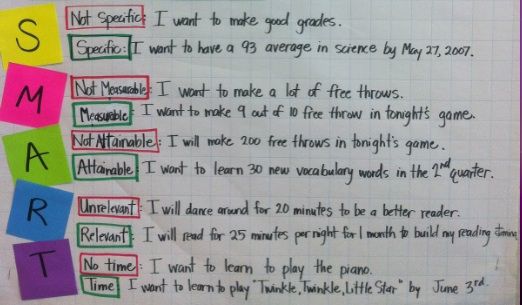 S Not Specific: I want to make good grades.
Specific: I want to have a 93 average in science by May 27, 2007.
M Not Measurable: I want to make a lot of free throws.
Measurable: I want to make 9 out of 10 free throw in tonight's game.
A Not Attainable: I will make 200 free throws in tonight's game.
Attainable: I want to learn 30 new vocabulary words in the 2nd quarter.
R Unrelevant: I will dance around for 20 minutes to be a better reader.
Relevant: I will read for 25 minutes per night for 1 month to build my reading
T No time: I want to learn to play the piano.
Time: I want to learn to play "Twinkle, Twinkle, Little Star" by June 3rd.